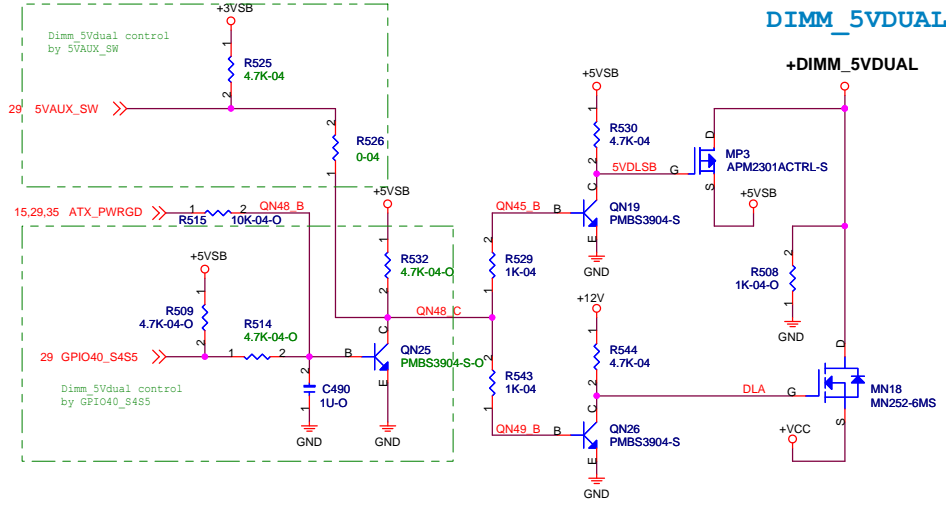 DIMM_5VDUAL
+3VSB
Dimm_5Vdual control
by 5VAUX_SW
1
R525
4.7K-04
2
29 5VAUX_SW
2
R526
0-04
1
+DIMM_5VDUAL
+5VSB
1
R530
4.7K-04
2
5VDLSB
G
D
S
MP3
APM2301ACTRL-S
+5VSB
15,29,35 ATX_PWRGD
1
2
R515
10K-04-O
QN48_B
+5VSB
1
R532
4.7K-04-O
2
QN45_B
B
C
E
QN19
PMBS3904-S
GND
2
R529
1K-04
1
2
R508
1K-04-O
1
GND
+5VSB
1
R509
4.7K-04-O
2
R514
4.7K-04-O
1
2
29 GPIO40_S4S5
QN48_C
B
C
E
QN25
PMBS3904-S-O
GND
2
C490
1U-O
1
GND
Dimm_5Vdual control
by GPIO40_S4S5
2
R543
1K-04
1
+12V
1
R544
4.7K-04
2
DLA
G
D
S
MN18
MN252-6MS
+VCC
QN49_B
B
C
E
QN26
PMBS3904-S
GND